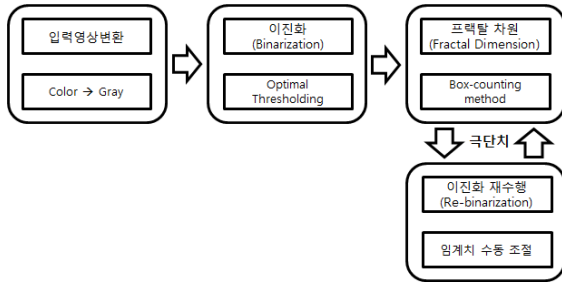 입력영상변환
Color → Gray
이진화
(Binarization)
Optimal
Thresholding
프랙탈 차원
(Fractal Dimension)
Box-counting
method
극단치
이진화 재수행
(Re-binarization)
임계치 수동 조절